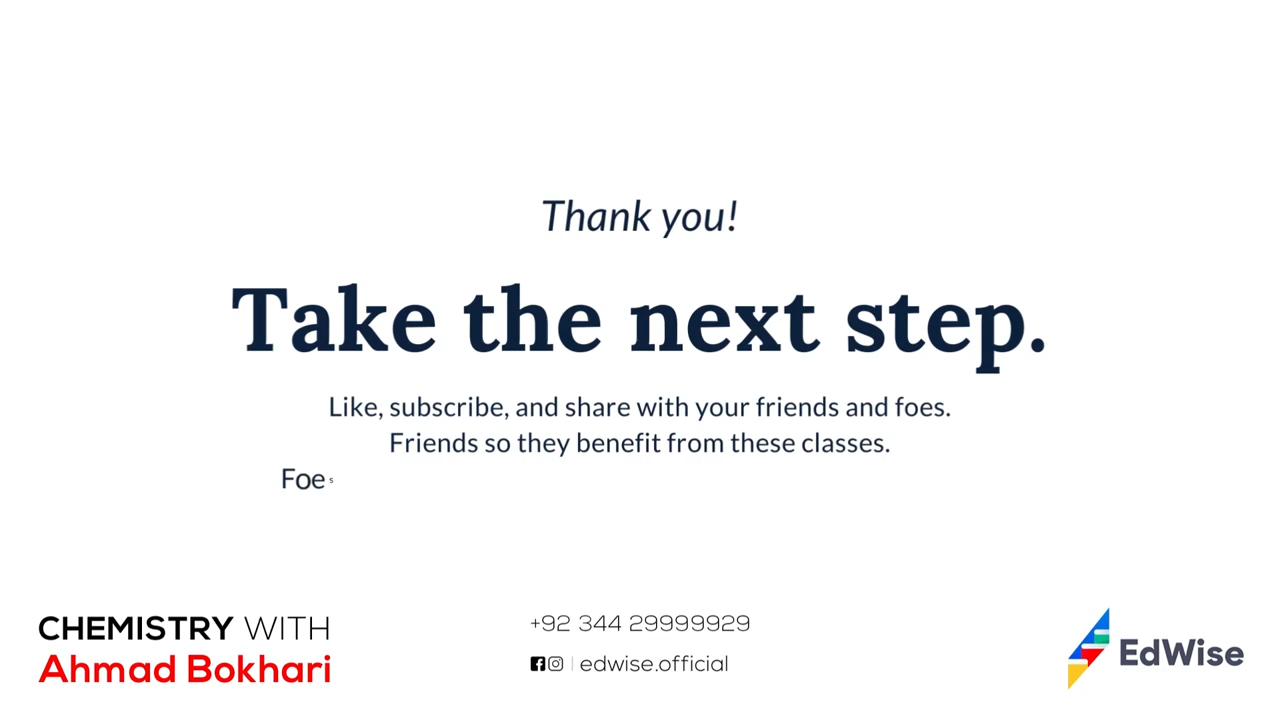 Thank you!
Take the next step.
Like, subscribe, and share with your friends and foes.
Friends so they benefit from these classes.
Foes
CHEMISTRY WITH
Ahmad Bokhari
+92 344 29999929
| edwise.official
EdWise